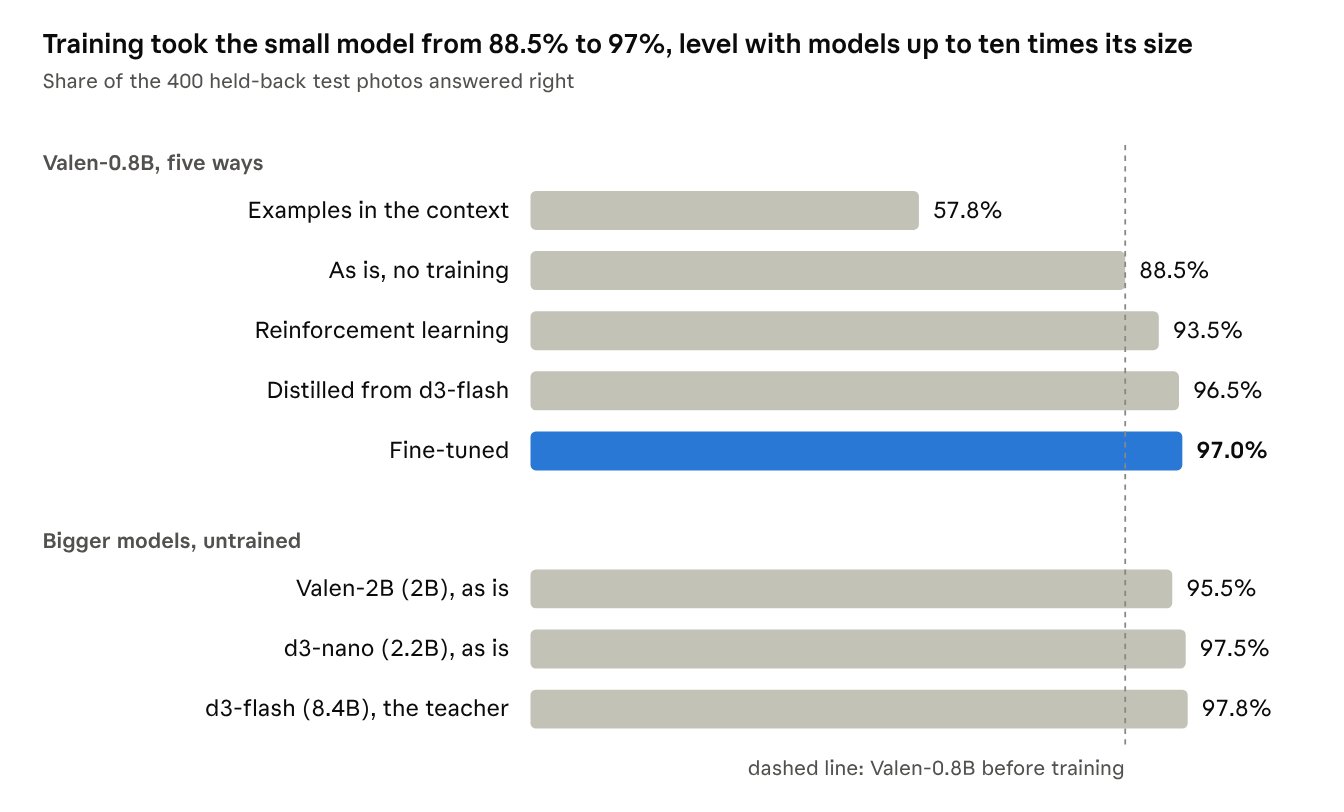 Training took the small model from 88.5% to 97%, level with models up to ten times its size
Share of the 400 held-back test photos answered right
Valen-0.8B, five ways
Examples in the context 57.8%
As is, no training 88.5%
Reinforcement learning 93.5%
Distilled from d3-flash 96.5%
Fine-tuned 97.0%
Bigger models, untrained
Valen-2B (2B), as is 95.5%
d3-nano (2.2B), as is 97.5%
d3-flash (8.4B), the teacher 97.8%
dashed line: Valen-0.8B before training